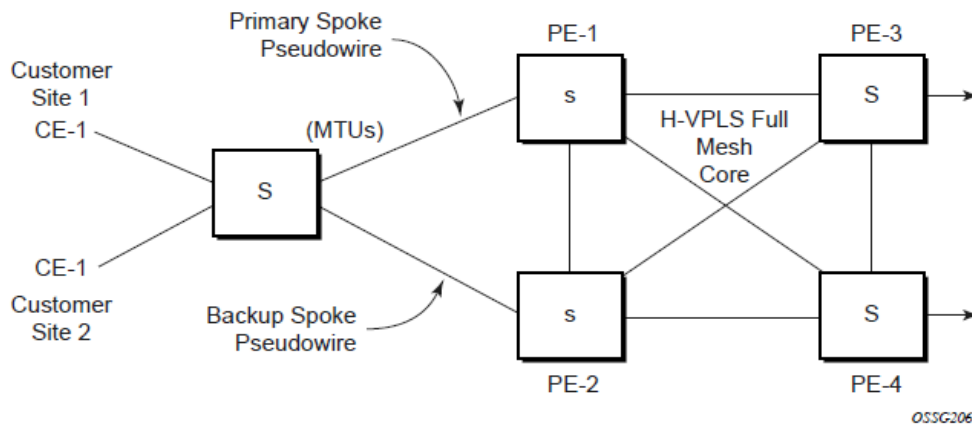 Primary Spoke
Pseudowire
PE-1
PE-3
Customer
Site 1
CE-1
(MTUs)
s
S
H-VPLS Full
Mesh
Core
S
CE-1
Customer
Site 2
Backup Spoke
Pseudowire
s
S
PE-2
PE-4
OSSG206